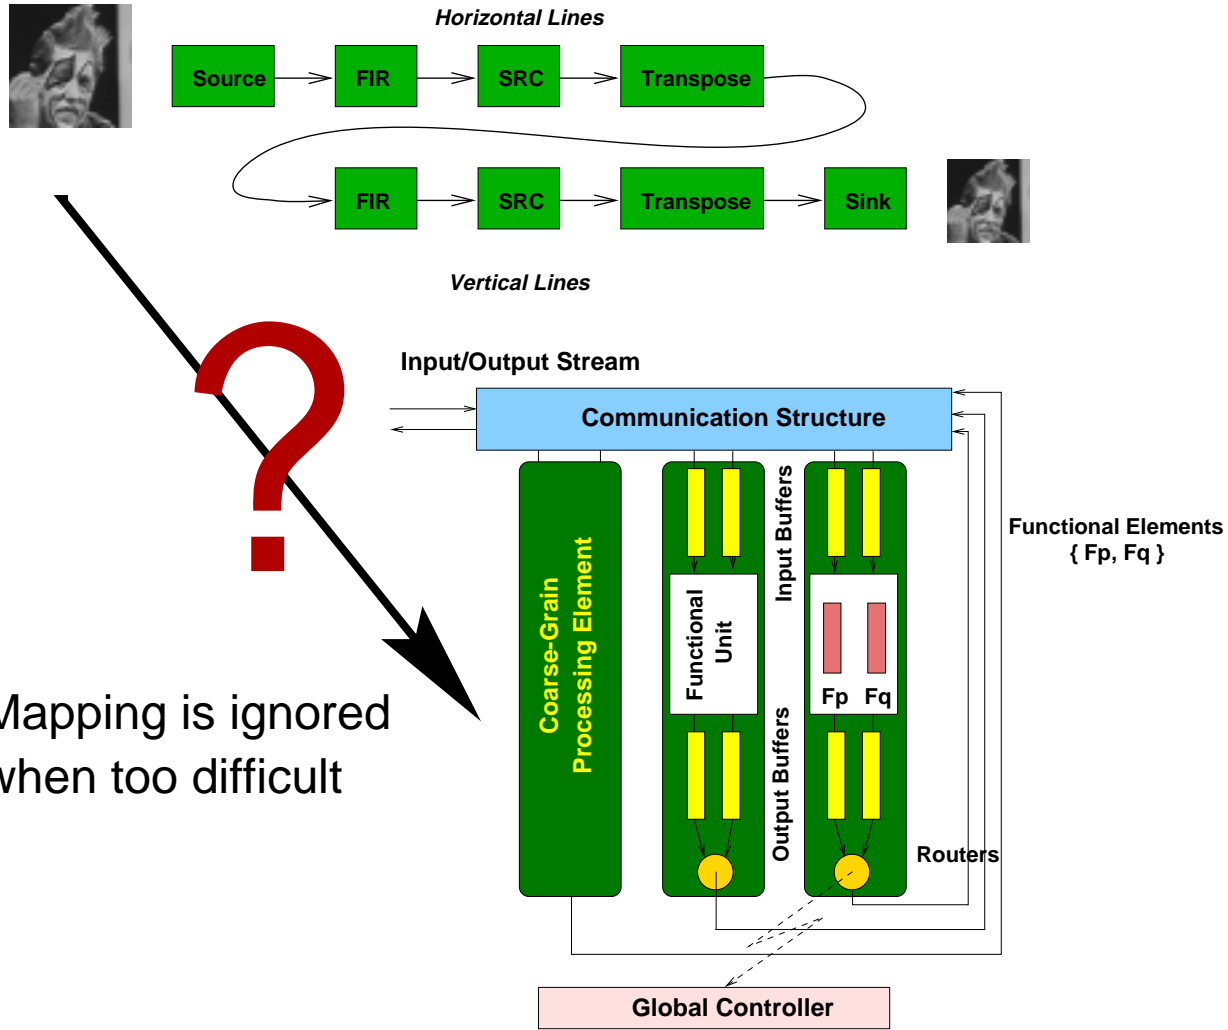 Horizontal Lines
Source
FIR
SRC
Transpose
FIR
SRC
Transpose
Sink
Vertical Lines
?
Input/Output Stream
Communication Structure
Coarse-Grain
Processing Element
Functional
Unit
Input Buffers
Output Buffers
Fp Fq
Functional Elements
{ Fp, Fq }
Routers
Mapping is ignored
when too difficult
Global Controller